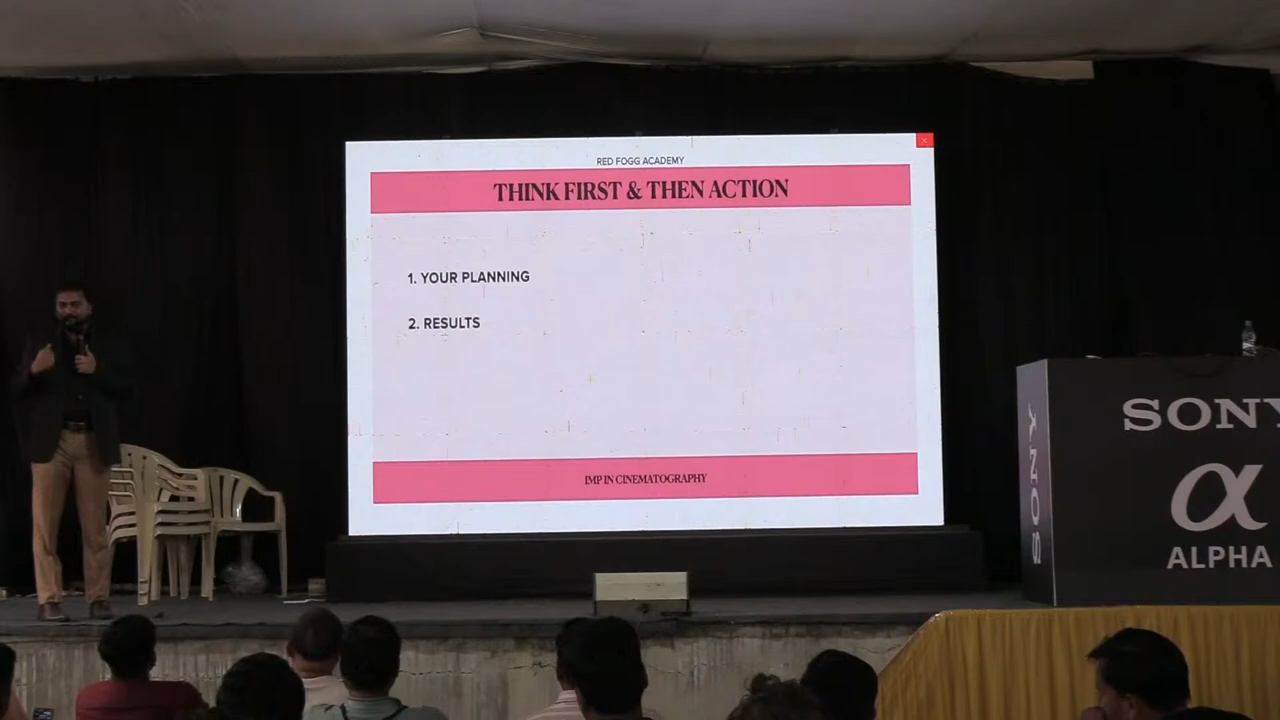 RED FOGG ACADEMY
THINK FIRST & THEN ACTION
1. YOUR PLANNING
2. RESULTS
IMP IN CINEMATOGRAPHY
SONY
SONY
α
ALPHA